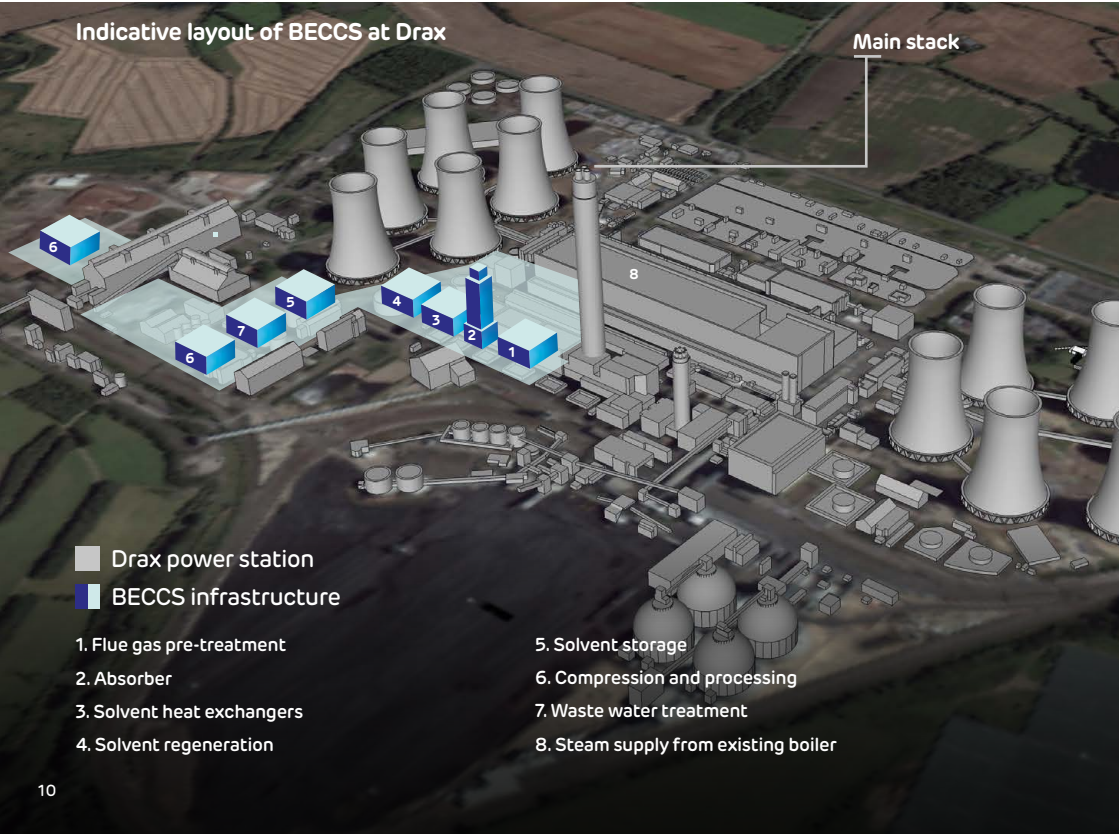 Indicative layout of BECCS at Drax
Main stack
6
8
5
4
7
3
2
6
1
Drax power station
BECCS infrastructure
1. Flue gas pre-treatment
2. Absorber
3. Solvent heat exchangers
4. Solvent regeneration
5. Solvent storage
6. Compression and processing
7. Waste water treatment
8. Steam supply from existing boiler
10